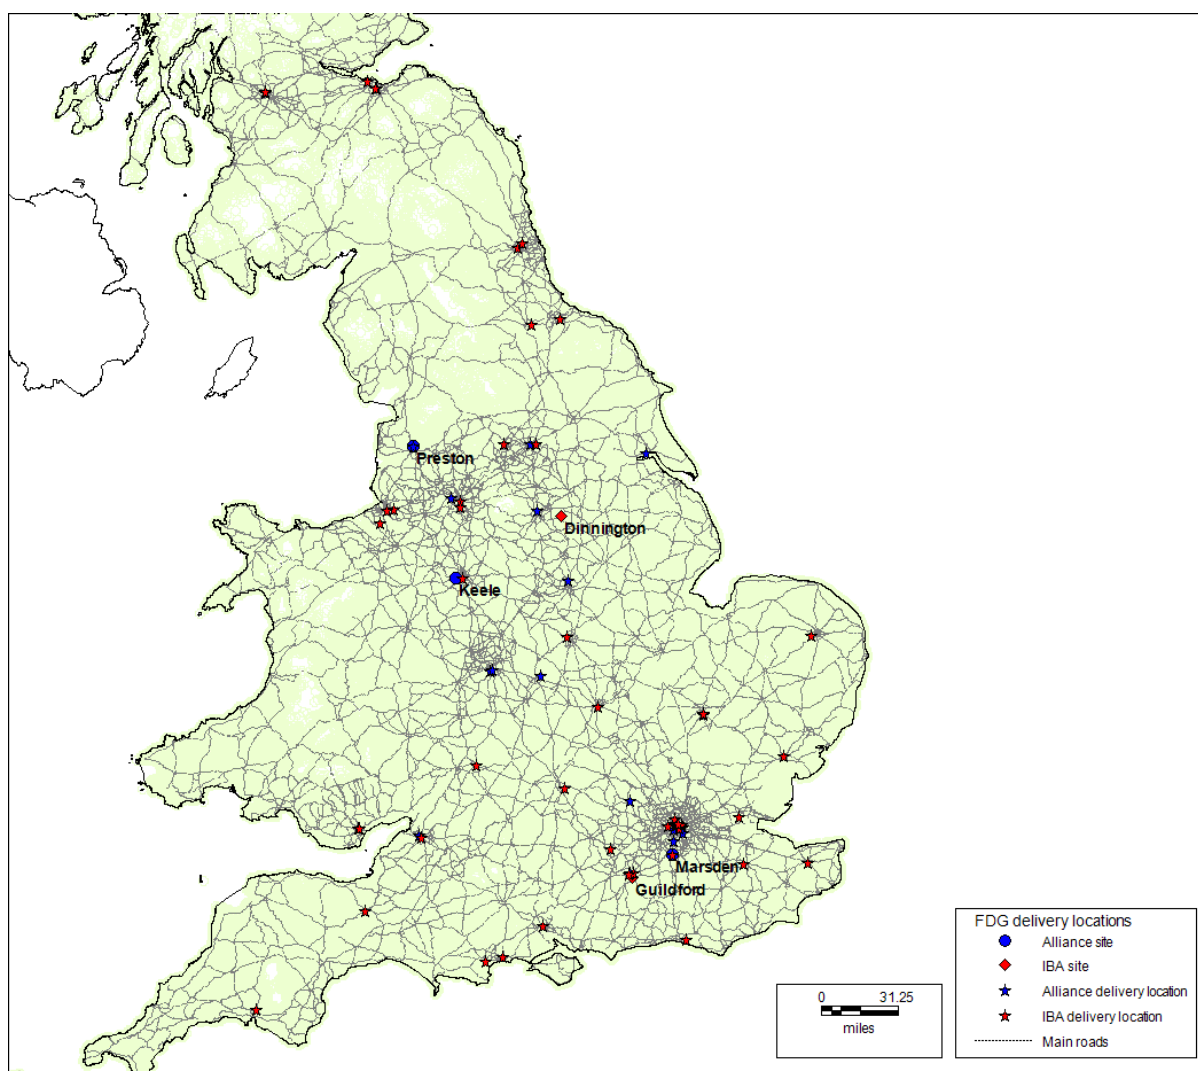 Preston
Dinnington
Keele
Marsden
Guildford
0 31.25
miles
FDG delivery locations
Alliance site
IBA site
Alliance delivery location
IBA delivery location
Main roads